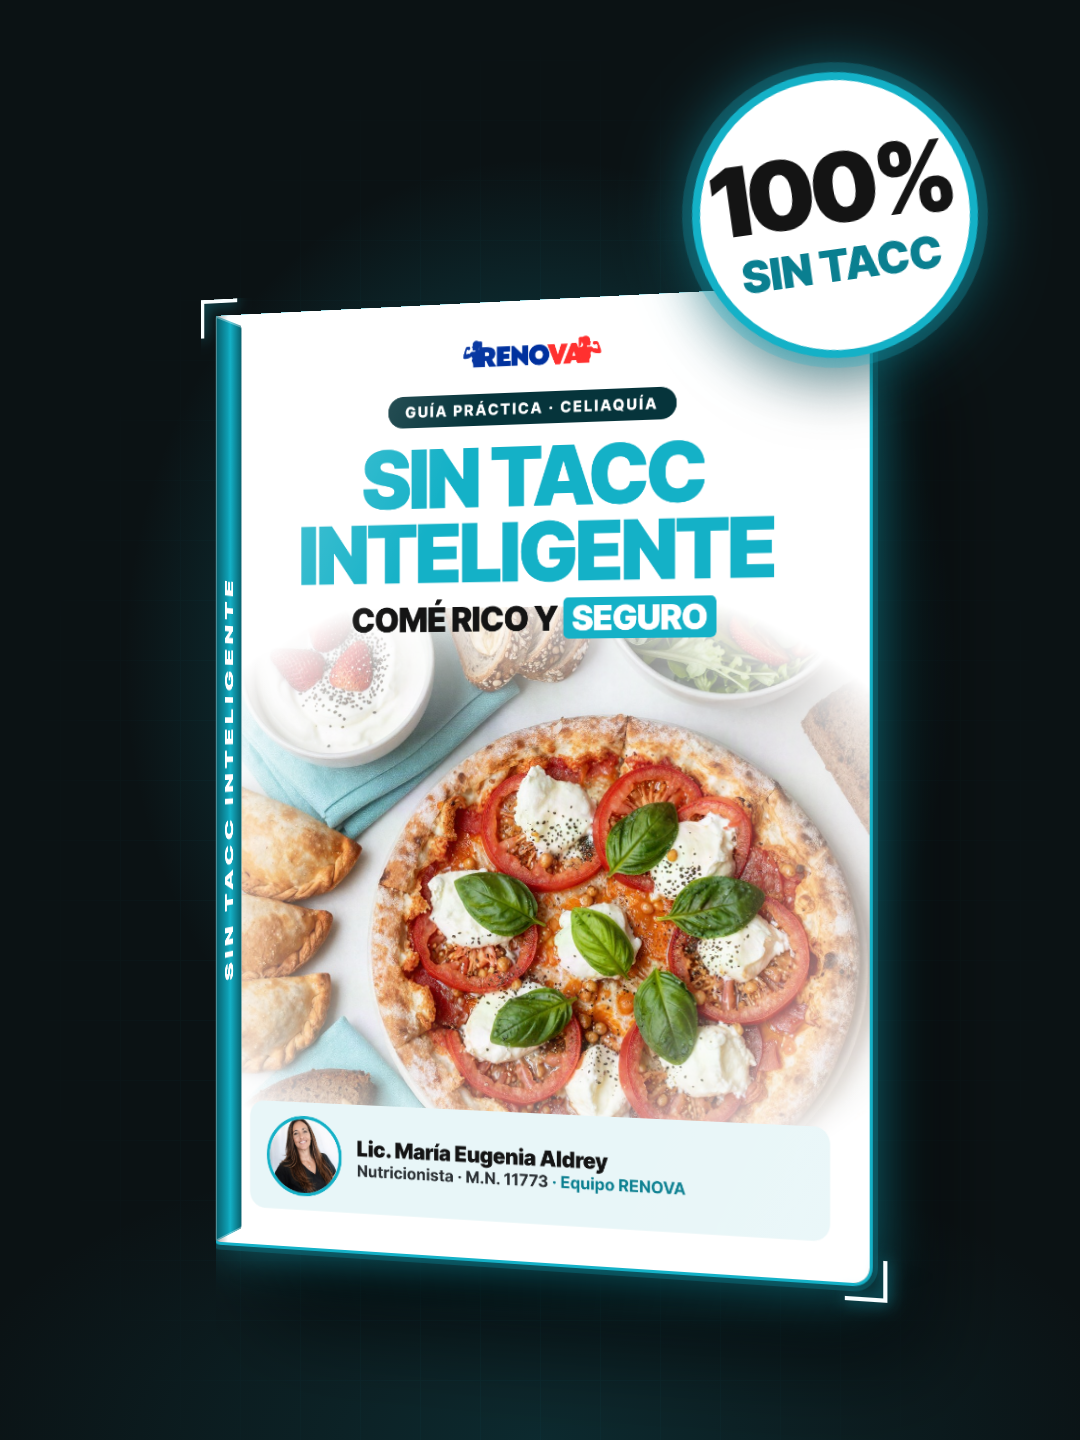 100%
SIN TACC
RENOVA
GUÍA PRÁCTICA · CELIAQUÍA
SIN TACC
INTELIGENTE
COMÉ RICO Y SEGURO
SIN TACC INTELIGENTE
Lic. María Eugenia Aldrey
Nutricionista · M.N. 11773 · Equipo RENOVA